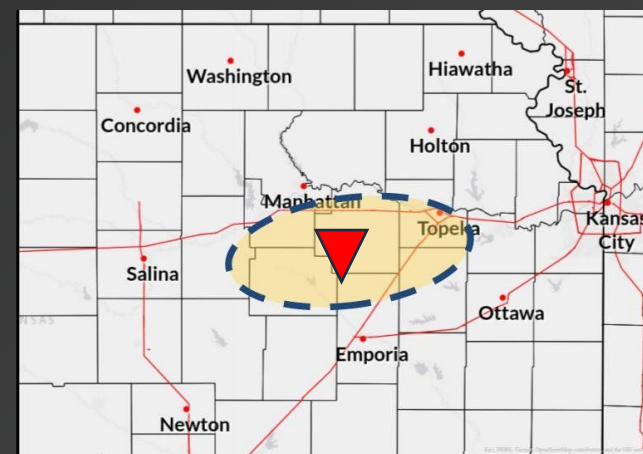 Washington
Hiawatha
St.
Joseph
Concordia
Holton
Manhattan
Topeka
Kansas
City
Salina
Ottawa
Emporia
Newton